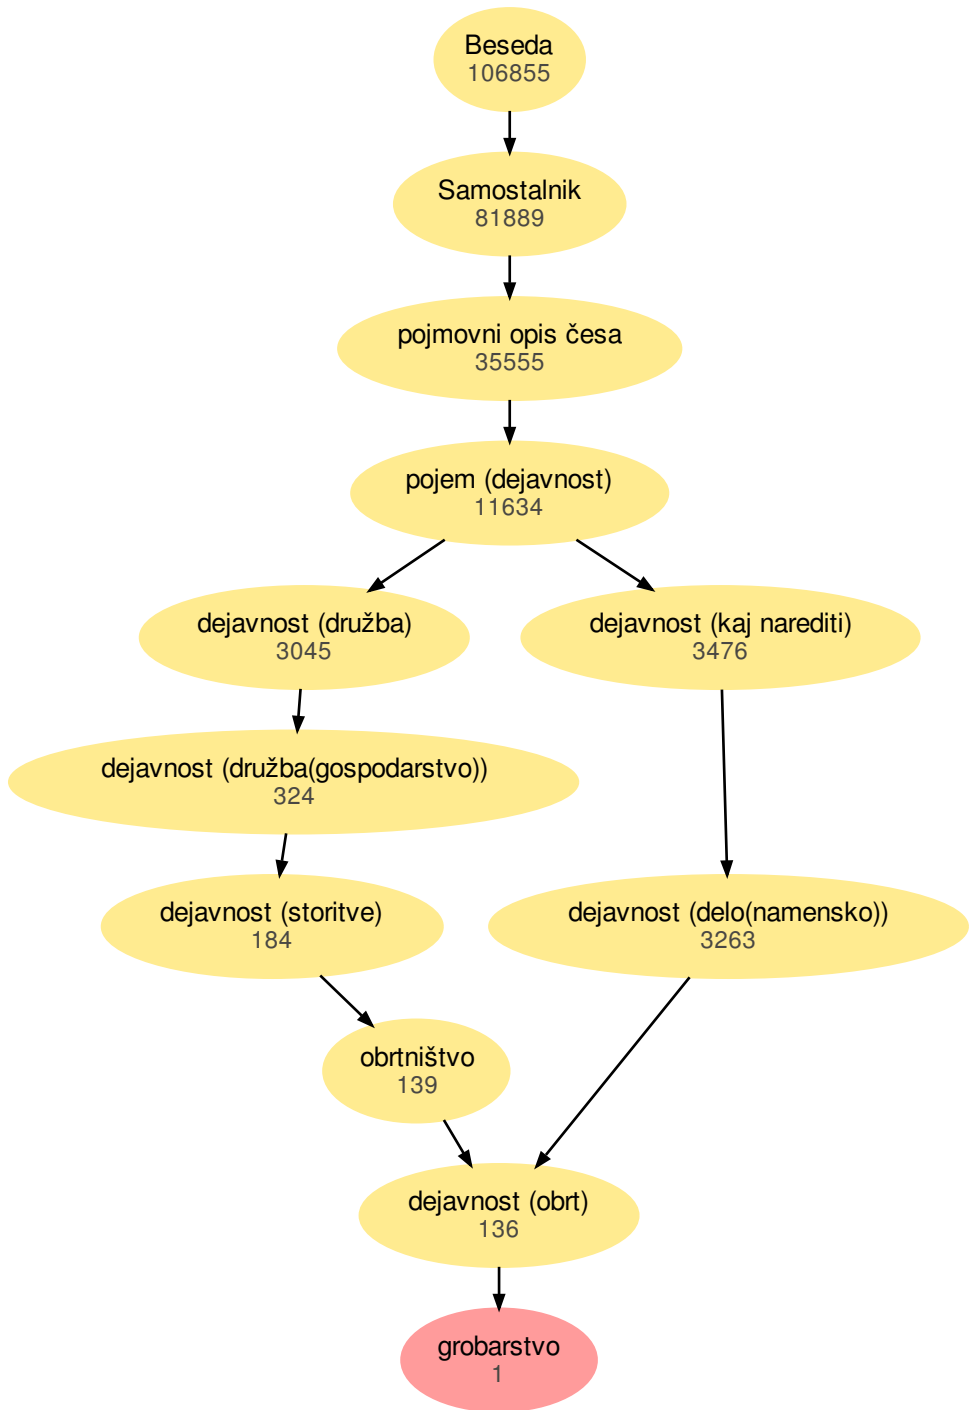 Beseda
106855
Samostalnik
81889
pojmovni opis česa
35555
pojem (dejavnost)
11634
dejavnost (družba)
3045
dejavnost (kaj narediti)
3476
dejavnost (družba(gospodarstvo))
324
dejavnost (storitve)
184
dejavnost (delo(namensko))
3263
obrtništvo
139
dejavnost (obrt)
136
grobarstvo
1